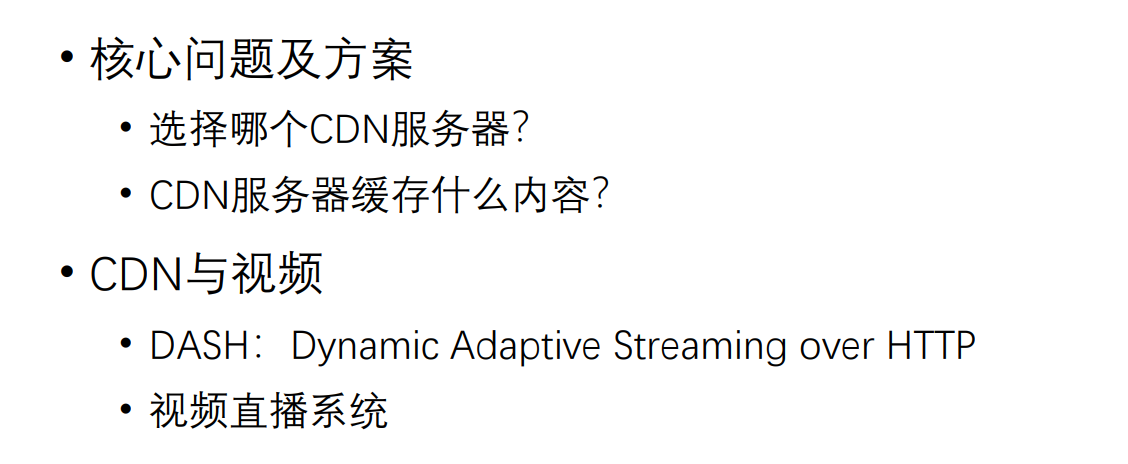 • 核心问题及方案
• 选择哪个CDN服务器？
• CDN服务器缓存什么内容？
• CDN与视频
• DASH：Dynamic Adaptive Streaming over HTTP
• 视频直播系统